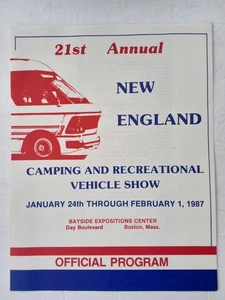 21st Annual
NEW
ENGLAND
CAMPING AND RECREATIONAL
VEHICLE SHOW
JANUARY 24th THROUGH FEBRUARY 1, 1987
BAYSIDE EXPOSITIONS CENTER
Day Boulevard Boston, Mass.
OFFICIAL PROGRAM